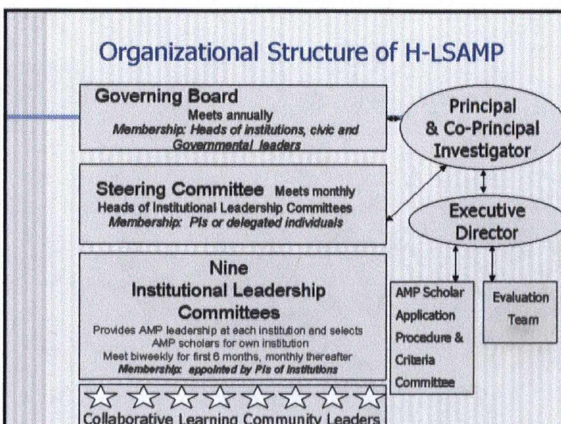 Organizational Structure of H-LSAMP
Governing Board
Meets annually
Membership: Heads of institutions, civic and
Governmental leaders
Principal
& Co-Principal
Investigator
Steering Committee Meets monthly
Heads of Institutional Leadership Committees
Membership: PIs or delegated individuals
Executive
Director
Nine
Institutional Leadership
Committees
Provides AMP leadership at each institution and selects
AMP scholars for own institution
Meet biweekly for first 6 months, monthly thereafter
Membership: appointed by PIs of Institutions
AMP Scholar
Application
Procedure &
Criteria
Committee
Evaluation
Team
Collaborative Learning Community Leaders